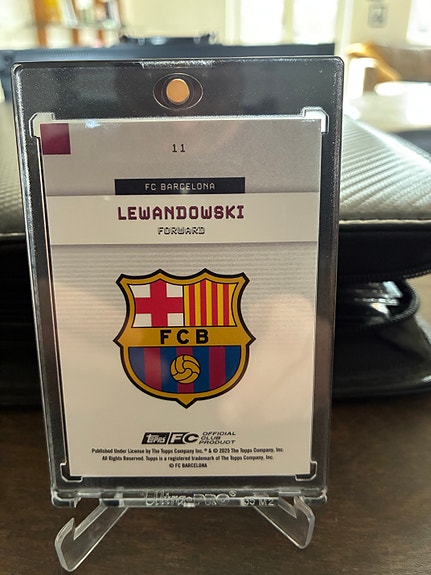 11
FC BARCELONA
LEWANDOWSKI
FORWARD
FCB
TOPPS FC OFFICIAL
CLUB
PRODUCT
Published Under License by The Topps Company Inc. ® & © 2023 The Topps Company, Inc.
All Rights Reserved. Topps is a registered trademark of The Topps Company, Inc.
© FC BARCELONA
Ultra-PRO®